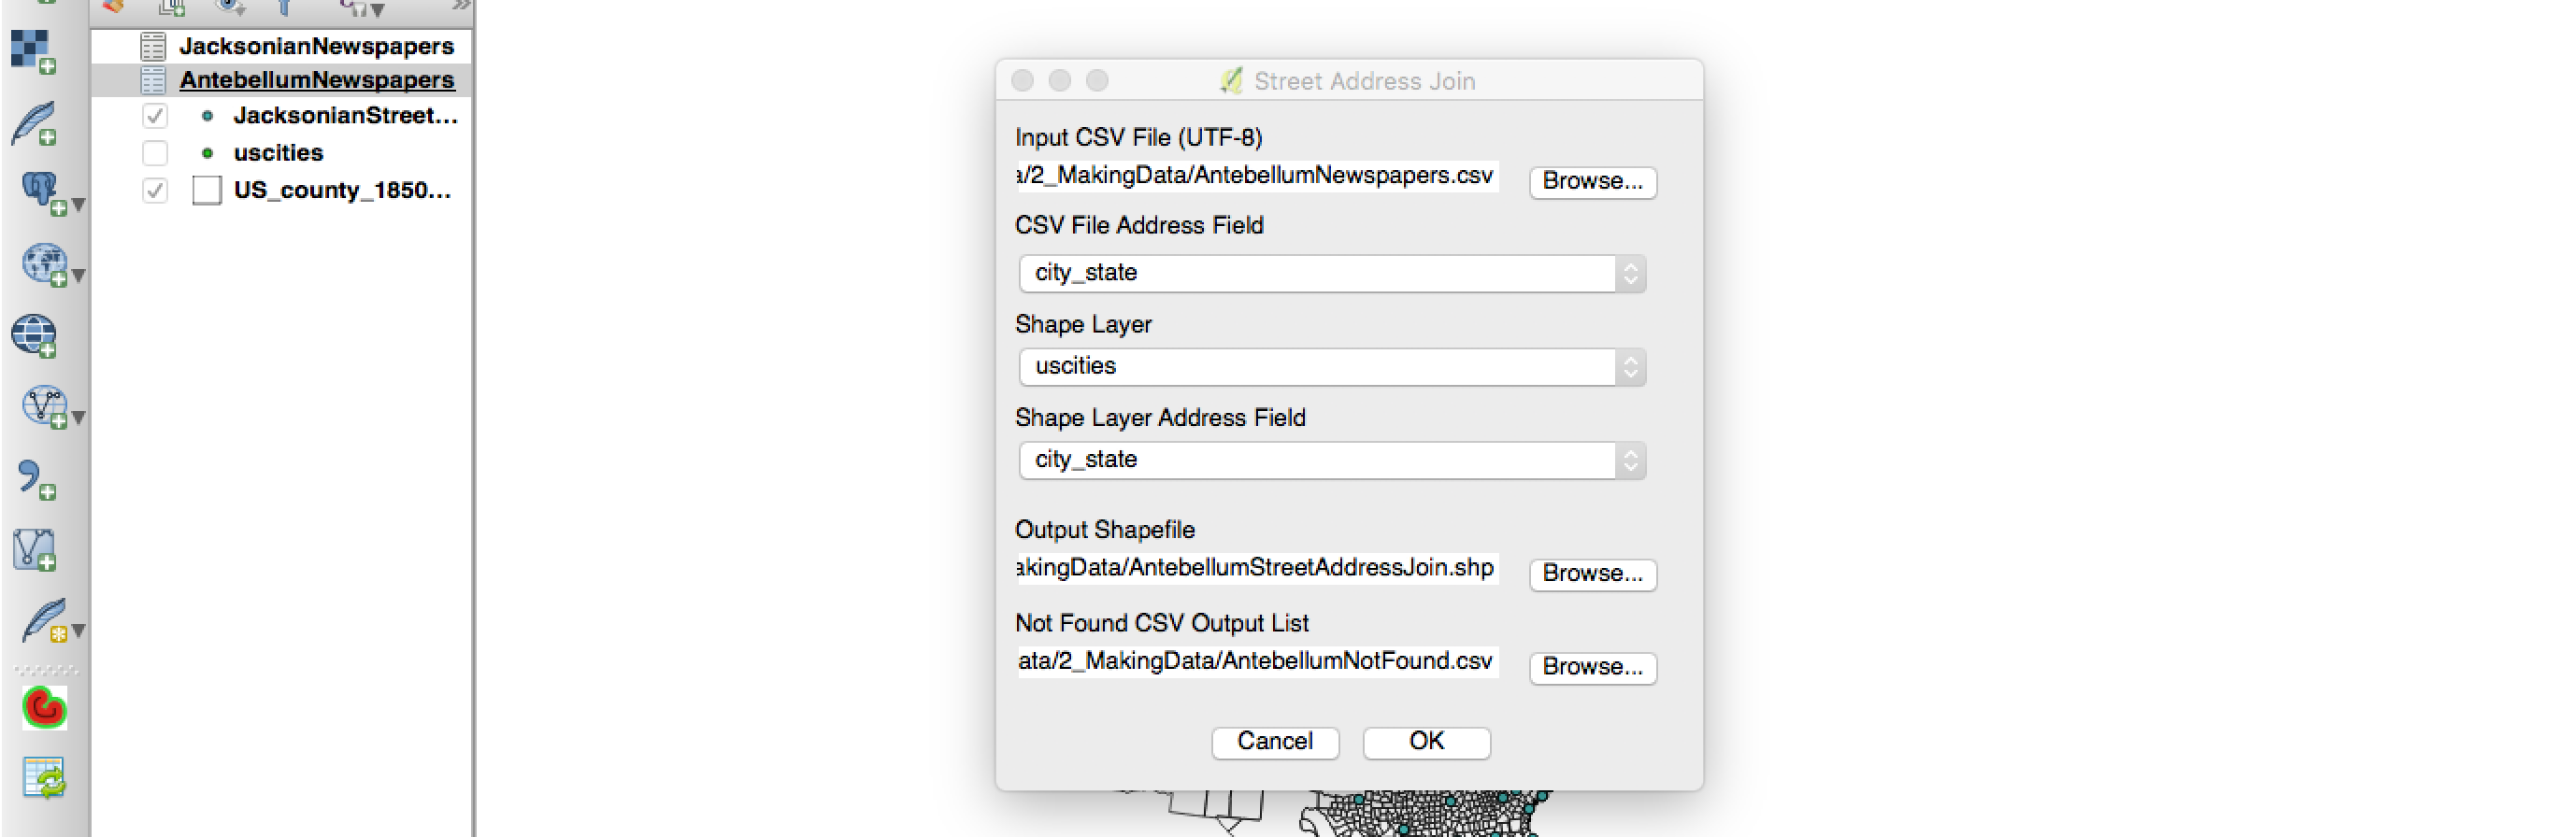 JacksonianNewspapers
AntebellumNewspapers
JacksonianStreet...
uscities
US_county_1850...
Street Address Join
Input CSV File (UTF-8)
a/2_MakingData/AntebellumNewspapers.csv
Browse...
CSV File Address Field
city_state
Shape Layer
uscities
Shape Layer Address Field
city_state
Output Shapefile
akingData/AntebellumStreetAddressJoin.shp
Browse...
Not Found CSV Output List
ata/2_MakingData/AntebellumNotFound.csv
Browse...
Cancel
OK